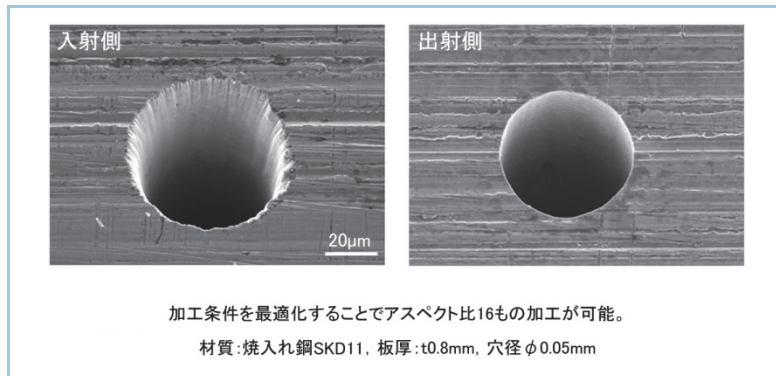 入射側
出射側
20μm
加工条件を最適化することでアスペクト比16もの加工が可能。
材質:焼入れ鋼SKD11, 板厚:t0.8mm, 穴径φ0.05mm